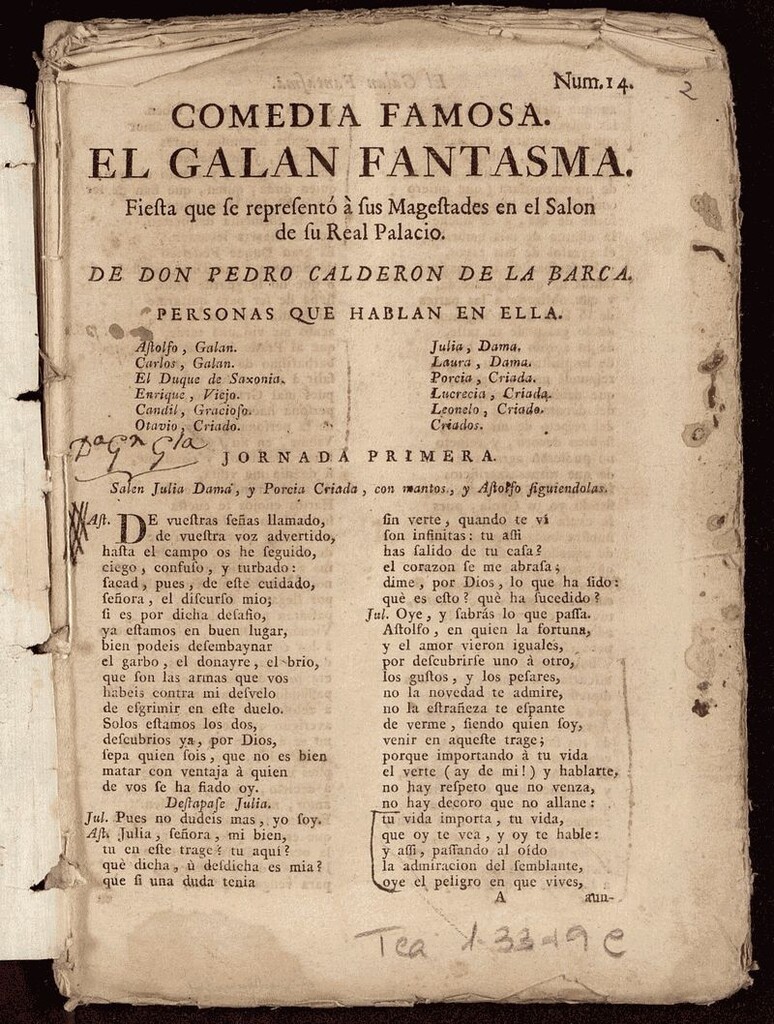 Num.14.
2
COMEDIA FAMOSA.
EL GALAN FANTASMA.
Fieſta que ſe repreſentó à ſus Mageſtades en el Salon
de ſu Real Palacio.
DE DON PEDRO CALDERON DE LA BARCA.
PERSONAS QUE HABLAN EN ELLA.
Aſtolfo, Galan.
Carlos, Galan.
El Duque de Saxonia.
Enrique, Viejo.
Candil, Gracioſo.
Otavio, Criado.
Julia, Dama.
Laura, Dama.
Porcia, Criada.
Lucrecia, Criada.
Leonelo, Criado.
Criados.
JORNADA PRIMERA.
Salen Julia Dama, y Porcia Criada, con mantos, y Aſtolfo ſiguiendolas.
Aſt. DE vueſtras ſeñas llamado,
de vueſtra voz advertido,
haſta el campo os he ſeguido,
ciego, confuſo, y turbado:
ſacad, pues, de eſte cuidado,
ſeñora, el diſcurſo mio;
ſi es por dicha deſafio,
ya eſtamos en buen lugar,
bien podeis deſembaynar
el garbo, el donayre, el brio,
que ſon las armas que vos
habeis contra mi deſvelo
de eſgrimir en eſte duelo.
Solos eſtamos los dos,
deſcubrios ya, por Dios,
ſepa quien ſois, que no es bien
matar con ventaja à quien
de vos ſe ha fiado oy.
Deſtapaſe Julia.
Jul. Pues no dudeis mas, yo ſoy.
Aſt. Julia, ſeñora, mi bien,
tu en eſte trage? tu aqui?
què dicha, ù deſdicha es mia?
que ſi una duda tenia
ſin verte, quando te vi
ſon infinitas: tu aſſi
has ſalido de tu caſa?
el corazon ſe me abraſa;
dime, por Dios, lo que ha ſido:
què es eſto? què ha ſucedido?
Jul. Oye, y ſabrás lo que paſſa.
Aſtolfo, en quien la fortuna,
y el amor vieron iguales,
por deſcubrirſe uno à otro,
los guſtos, y los peſares,
no la novedad te admire,
no la eſtrañeza te eſpante
de verme, ſiendo quien ſoy,
venir en aqueſte trage;
porque importando à tu vida
el verte (ay de mi!) y hablarte,
no hay reſpeto que no venza,
no hay decoro que no allane:
tu vida importa, tu vida,
que oy te vea, y oy te hable:
y aſſi, paſſando al oído
la admiracion del ſemblante,
oye el peligro en que vives,
A
aun-
Tea 1-33-19 e